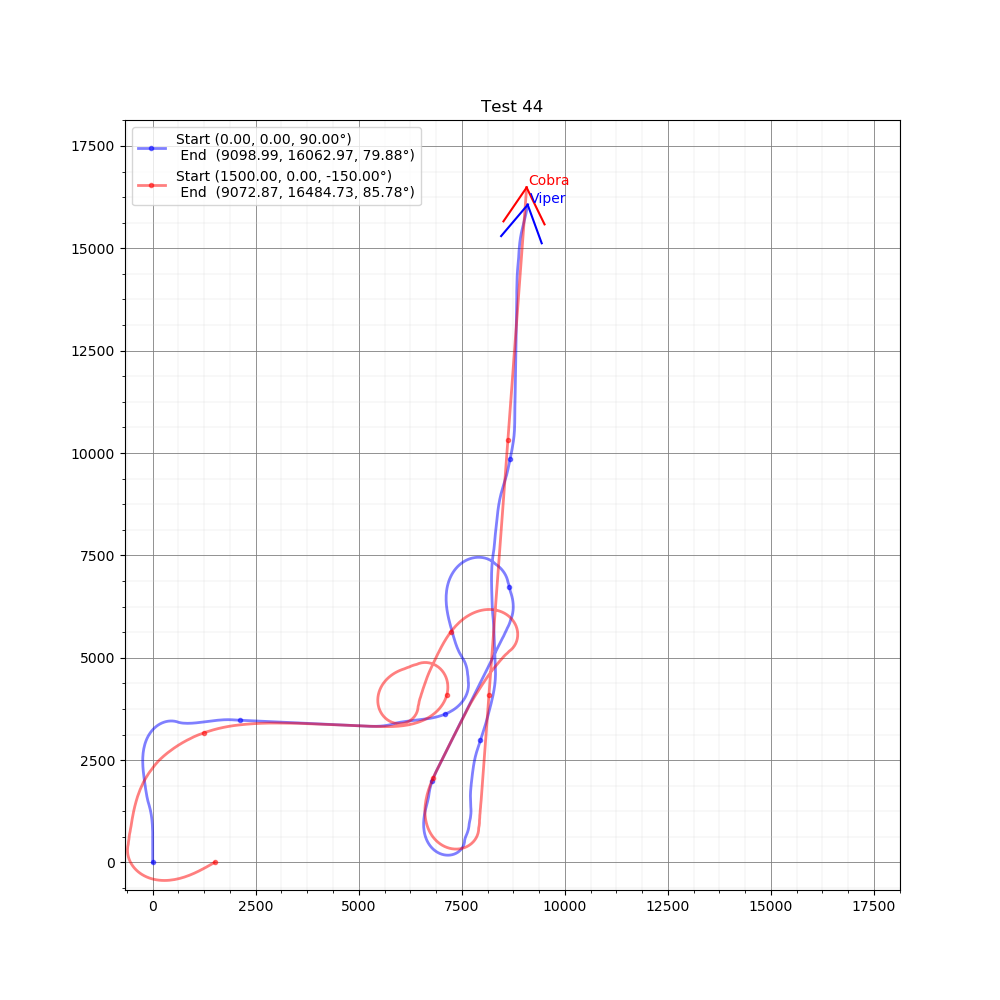 Test 44
Start (0.00, 0.00, 90.00°)
End (9098.99, 16062.97, 79.88°)
Start (1500.00, 0.00, -150.00°)
End (9072.87, 16484.73, 85.78°)
Cobra
Viper
17500
15000
12500
10000
7500
5000
2500
0
0 2500 5000 7500 10000 12500 15000 17500